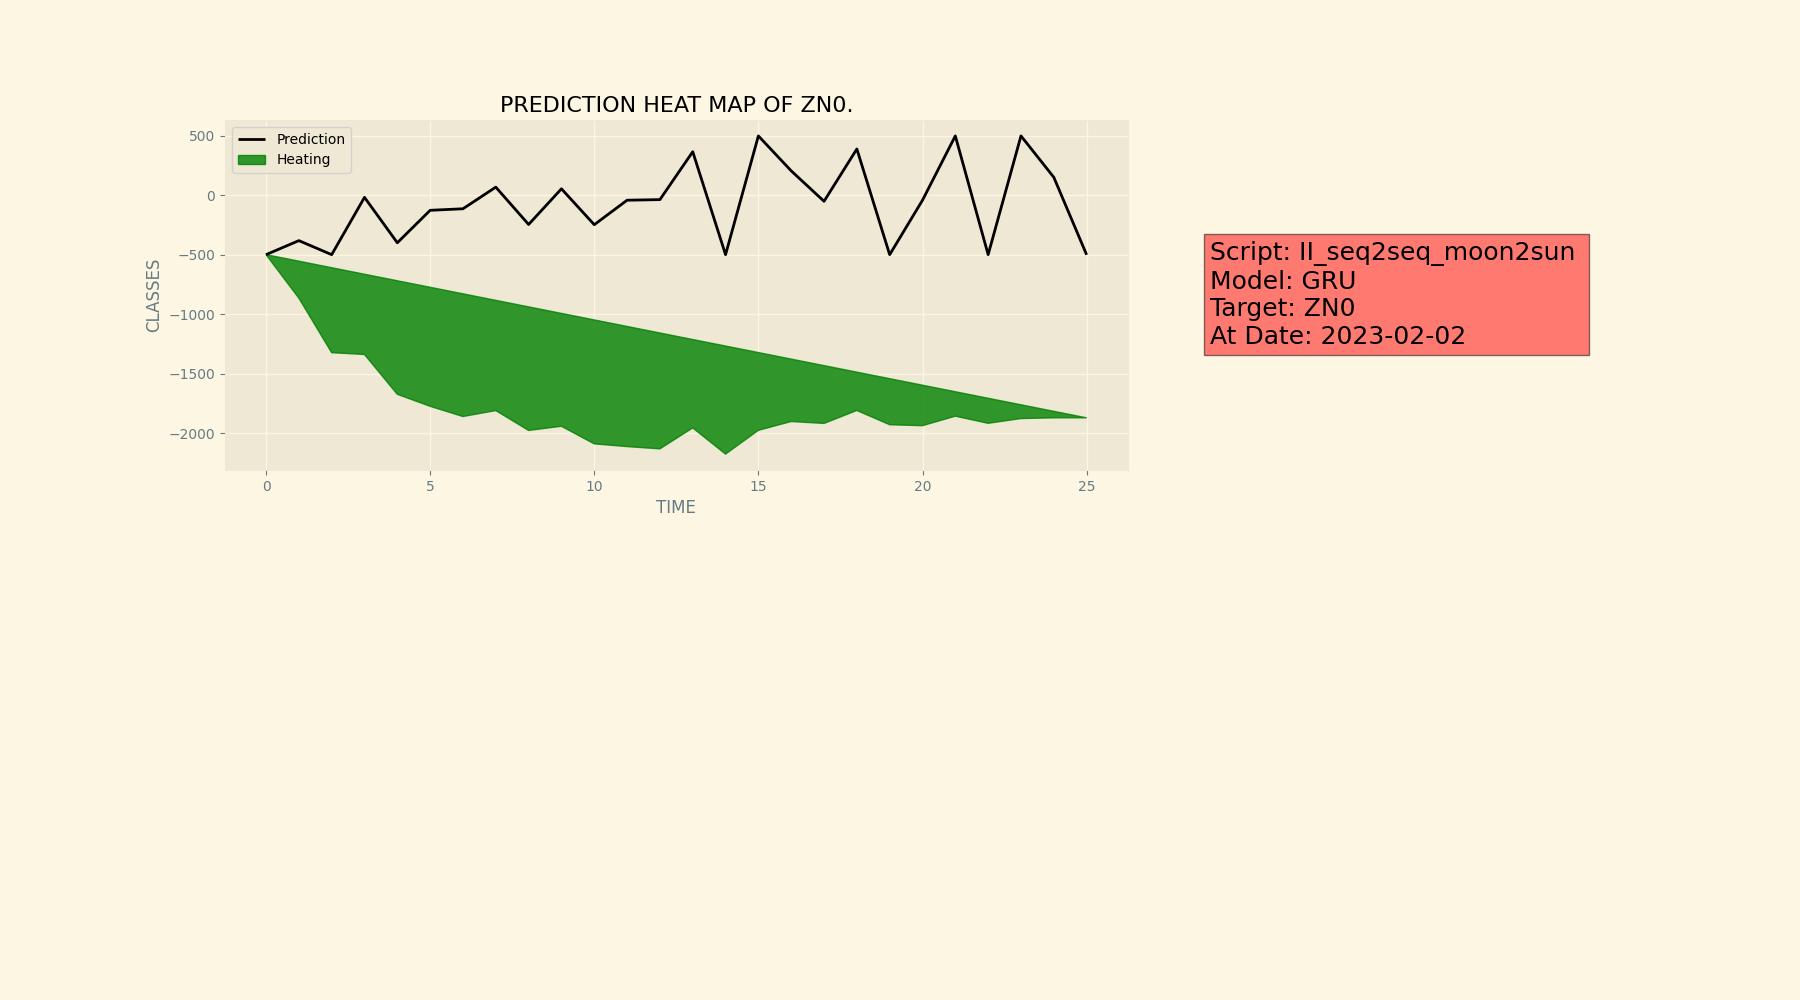 PREDICTION HEAT MAP OF ZN0.
Prediction
Heating
500
0
−500
−1000
−1500
−2000
CLASSES
0 5 10 15 20 25
TIME
Script: II_seq2seq_moon2sun
Model: GRU
Target: ZN0
At Date: 2023-02-02